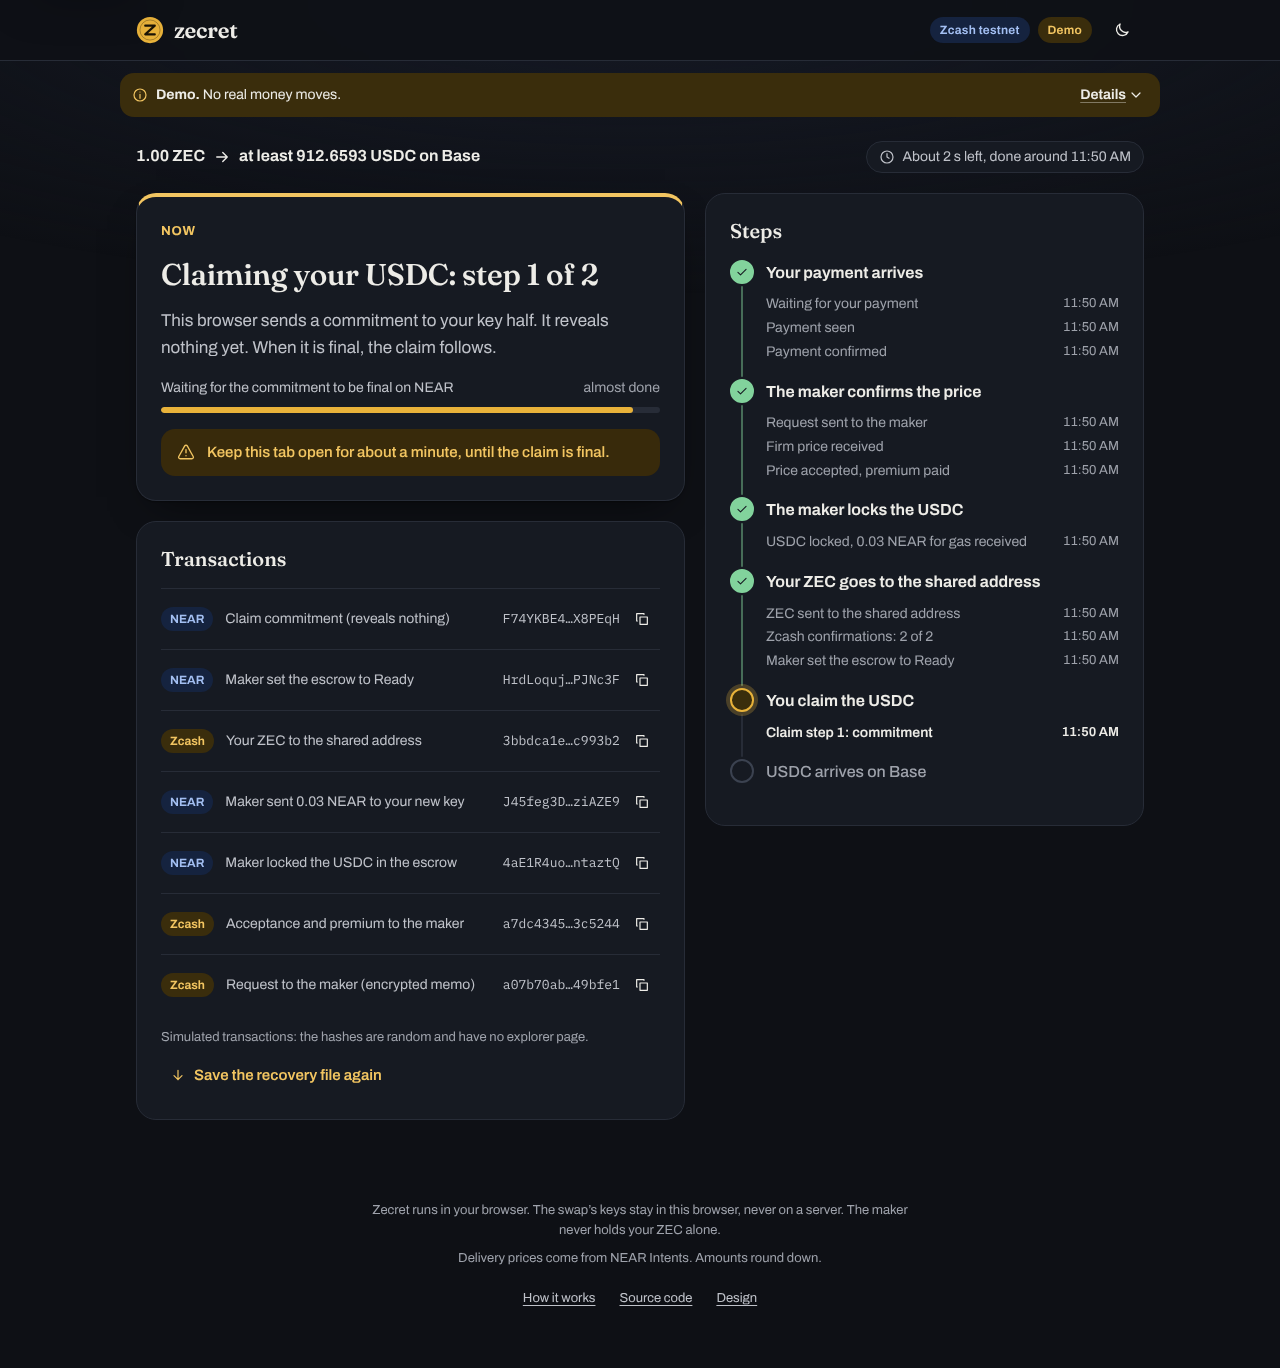 zecret
Zcash testnet
Demo
Demo. No real money moves.
Details
1.00 ZEC → at least 912.6593 USDC on Base
About 2 s left, done around 11:50 AM
NOW
Claiming your USDC: step 1 of 2
This browser sends a commitment to your key half. It reveals
nothing yet. When it is final, the claim follows.
Waiting for the commitment to be final on NEAR
almost done
Keep this tab open for about a minute, until the claim is final.
Transactions
NEAR Claim commitment (reveals nothing) F74YKBE4…X8PEqH
NEAR Maker set the escrow to Ready HrdLoquj…PJNc3F
Zcash Your ZEC to the shared address 3bbdca1e…c993b2
NEAR Maker sent 0.03 NEAR to your new key J45feg3D…ziAZE9
NEAR Maker locked the USDC in the escrow 4aE1R4uo…ntaztQ
Zcash Acceptance and premium to the maker a7dc4345…3c5244
Zcash Request to the maker (encrypted memo) a07b70ab…49bfe1
Simulated transactions: the hashes are random and have no explorer page.
Save the recovery file again
Steps
Your payment arrives
Waiting for your payment 11:50 AM
Payment seen 11:50 AM
Payment confirmed 11:50 AM
The maker confirms the price
Request sent to the maker 11:50 AM
Firm price received 11:50 AM
Price accepted, premium paid 11:50 AM
The maker locks the USDC
USDC locked, 0.03 NEAR for gas received 11:50 AM
Your ZEC goes to the shared address
ZEC sent to the shared address 11:50 AM
Zcash confirmations: 2 of 2 11:50 AM
Maker set the escrow to Ready 11:50 AM
You claim the USDC
Claim step 1: commitment 11:50 AM
USDC arrives on Base
Zecret runs in your browser. The swap’s keys stay in this browser, never on a server. The maker
never holds your ZEC alone.
Delivery prices come from NEAR Intents. Amounts round down.
How it works Source code Design